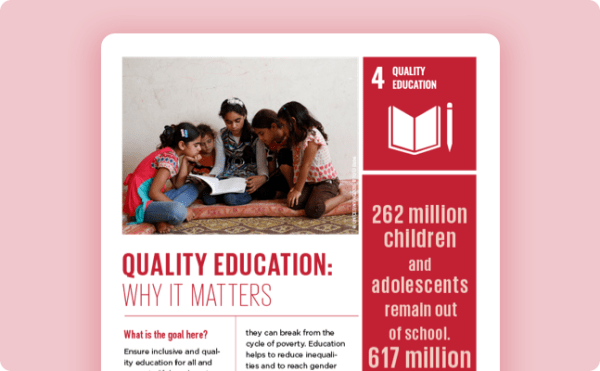 4 QUALITY
EDUCATION
262 million
children
and
adolescents
remain out
of school.
617 million
QUALITY EDUCATION:
WHY IT MATTERS
What is the goal here?
Ensure inclusive and qual-
ity education for all and
they can break from the
cycle of poverty. Education
helps to reduce inequali-
ties and to reach gender